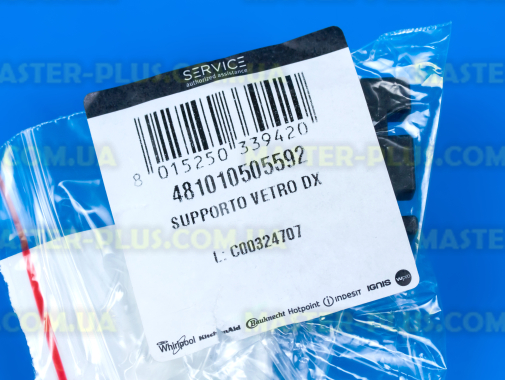 SERVICE
authorized assistance
8 015250 339420
481010505592
SUPPORTO VETRO DX
L: C00324707
Whirlpool KitchenAid Bauknecht Hotpoint INDESIT IGNIS
MASTER-PLUS.COM.UA